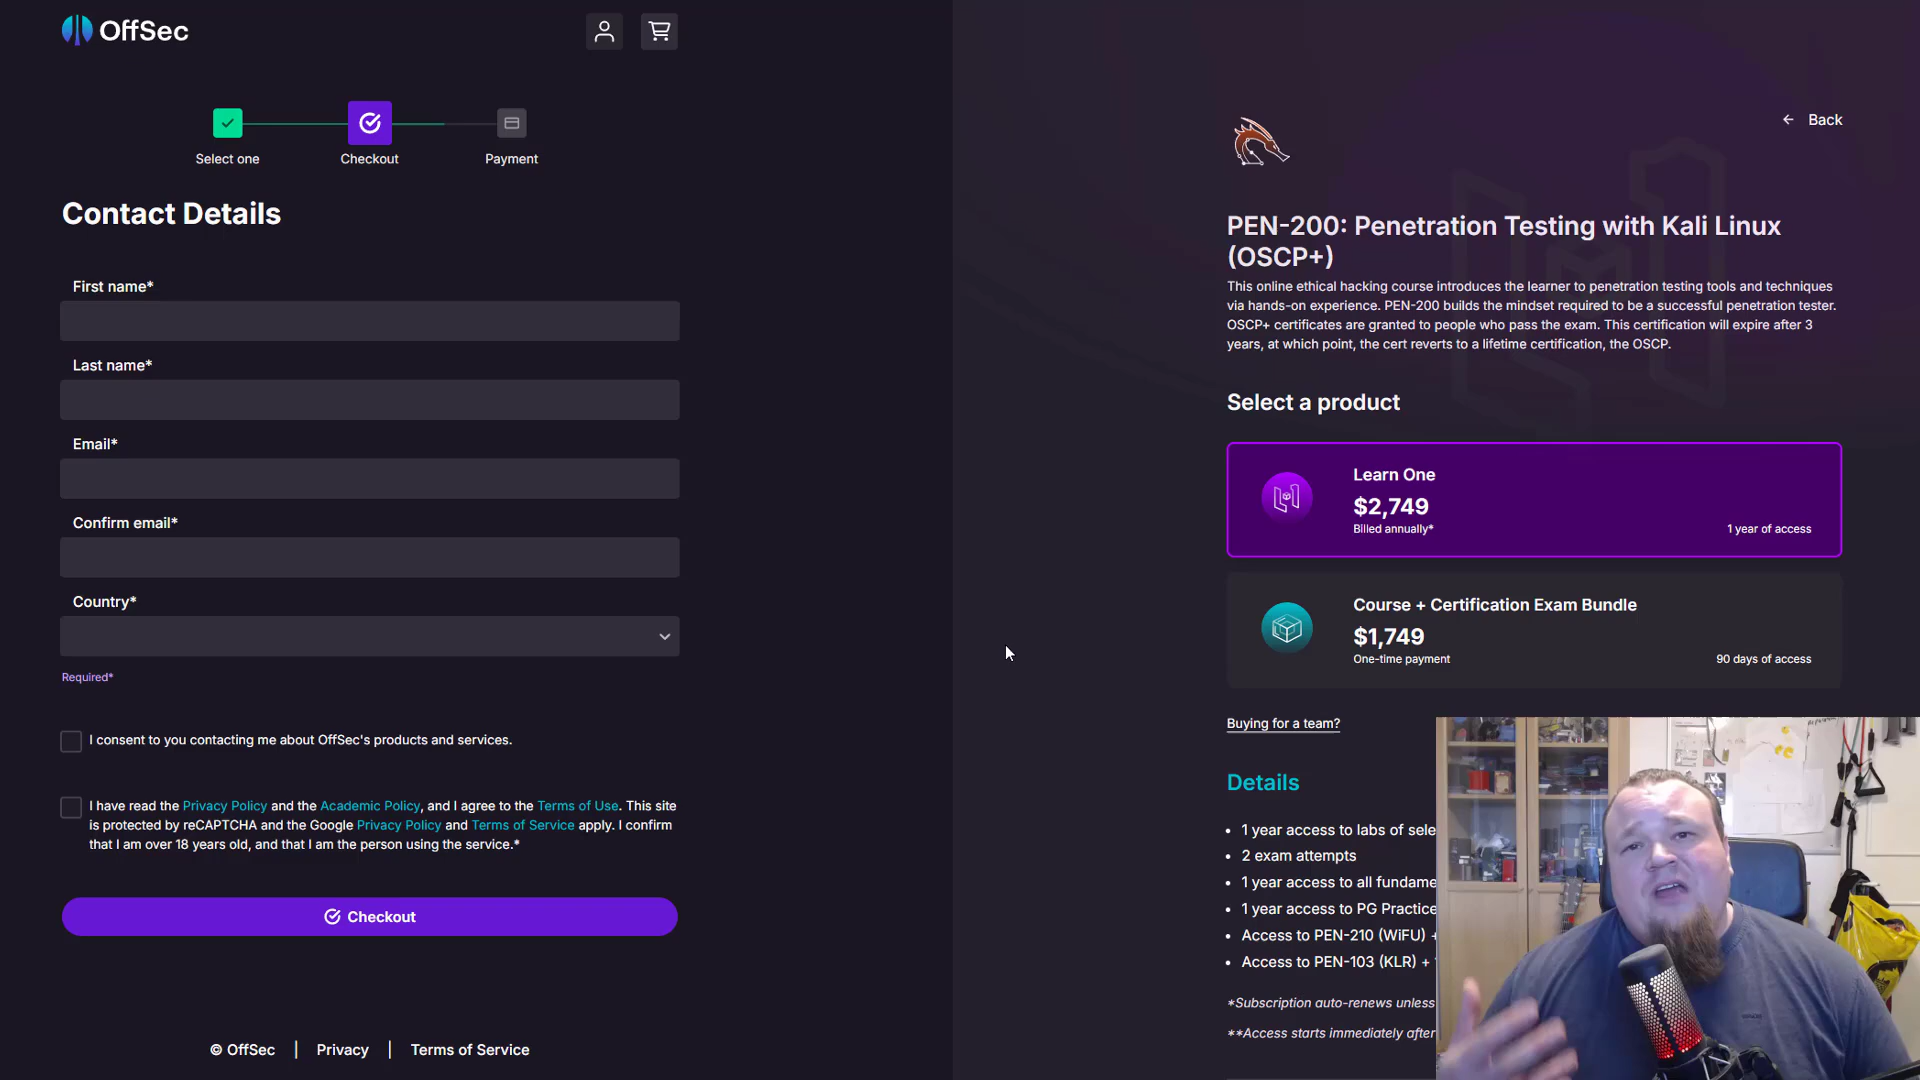 OffSec
Select one
Checkout
Payment
Contact Details
First name*
Last name*
Email*
Confirm email*
Country*
Required*
I consent to you contacting me about OffSec's products and services.
I have read the Privacy Policy and the Academic Policy, and I agree to the Terms of Use. This site
is protected by reCAPTCHA and the Google Privacy Policy and Terms of Service apply. I confirm
that I am over 18 years old, and that I am the person using the service.*
Checkout
© OffSec | Privacy | Terms of Service
Back
PEN-200: Penetration Testing with Kali Linux
(OSCP+)
This online ethical hacking course introduces the learner to penetration testing tools and techniques
via hands-on experience. PEN-200 builds the mindset required to be a successful penetration tester.
OSCP+ certificates are granted to people who pass the exam. This certification will expire after 3
years, at which point, the cert reverts to a lifetime certification, the OSCP.
Select a product
Learn One
$2,749
Billed annually*
1 year of access
Course + Certification Exam Bundle
$1,749
One-time payment
90 days of access
Buying for a team?
Details
• 1 year access to labs of sele
• 2 exam attempts
• 1 year access to all fundame
• 1 year access to PG Practice
• Access to PEN-210 (WiFU) +
• Access to PEN-103 (KLR) +
*Subscription auto-renews unless
**Access starts immediately after